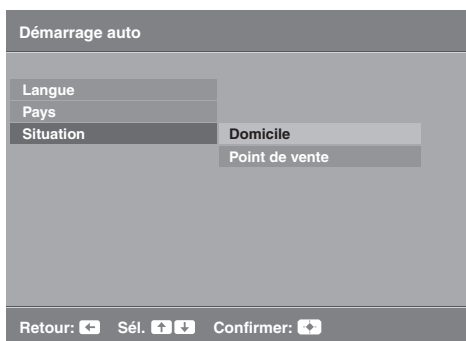 Démarrage auto
Langue
Pays
Situation
Domicile
Point de vente
Retour: Sél. Confirmer: